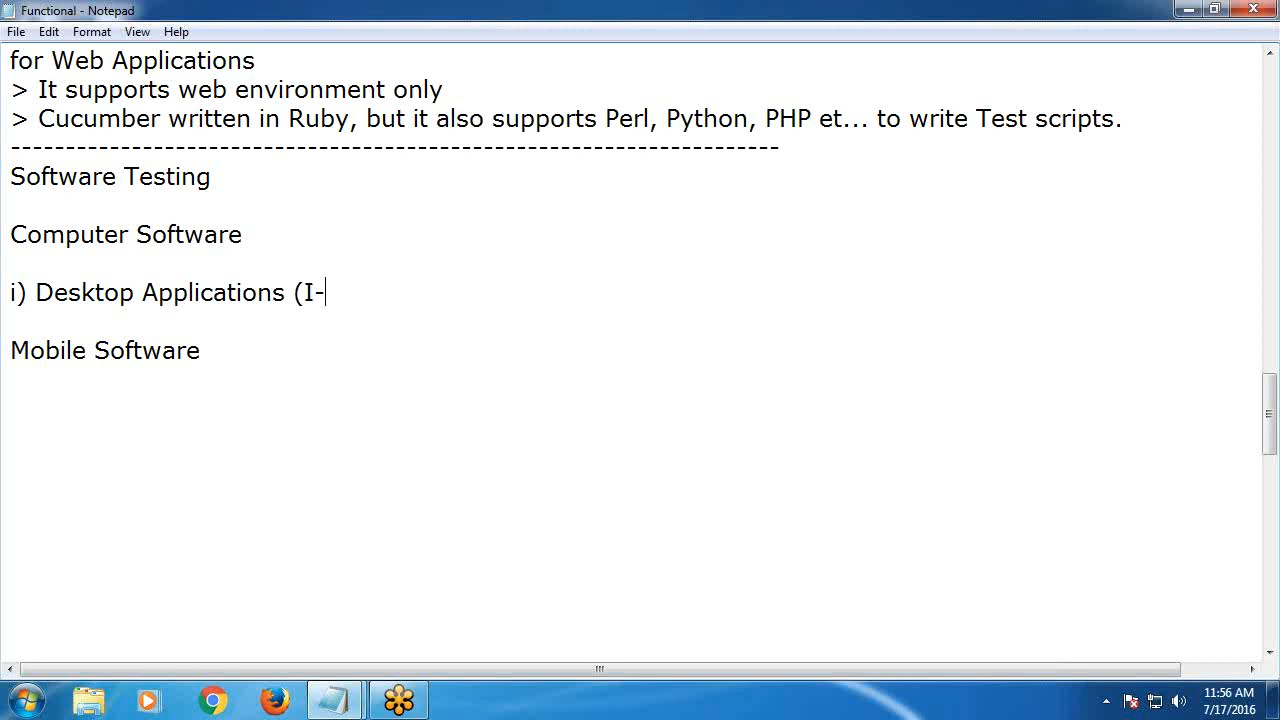 Functional - Notepad
File Edit Format View Help
for Web Applications
> It supports web environment only
> Cucumber written in Ruby, but it also supports Perl, Python, PHP et... to write Test scripts.
----------------------------------------------------------------------
Software Testing
Computer Software
i) Desktop Applications (I-
Mobile Software
11:56 AM
7/17/2016